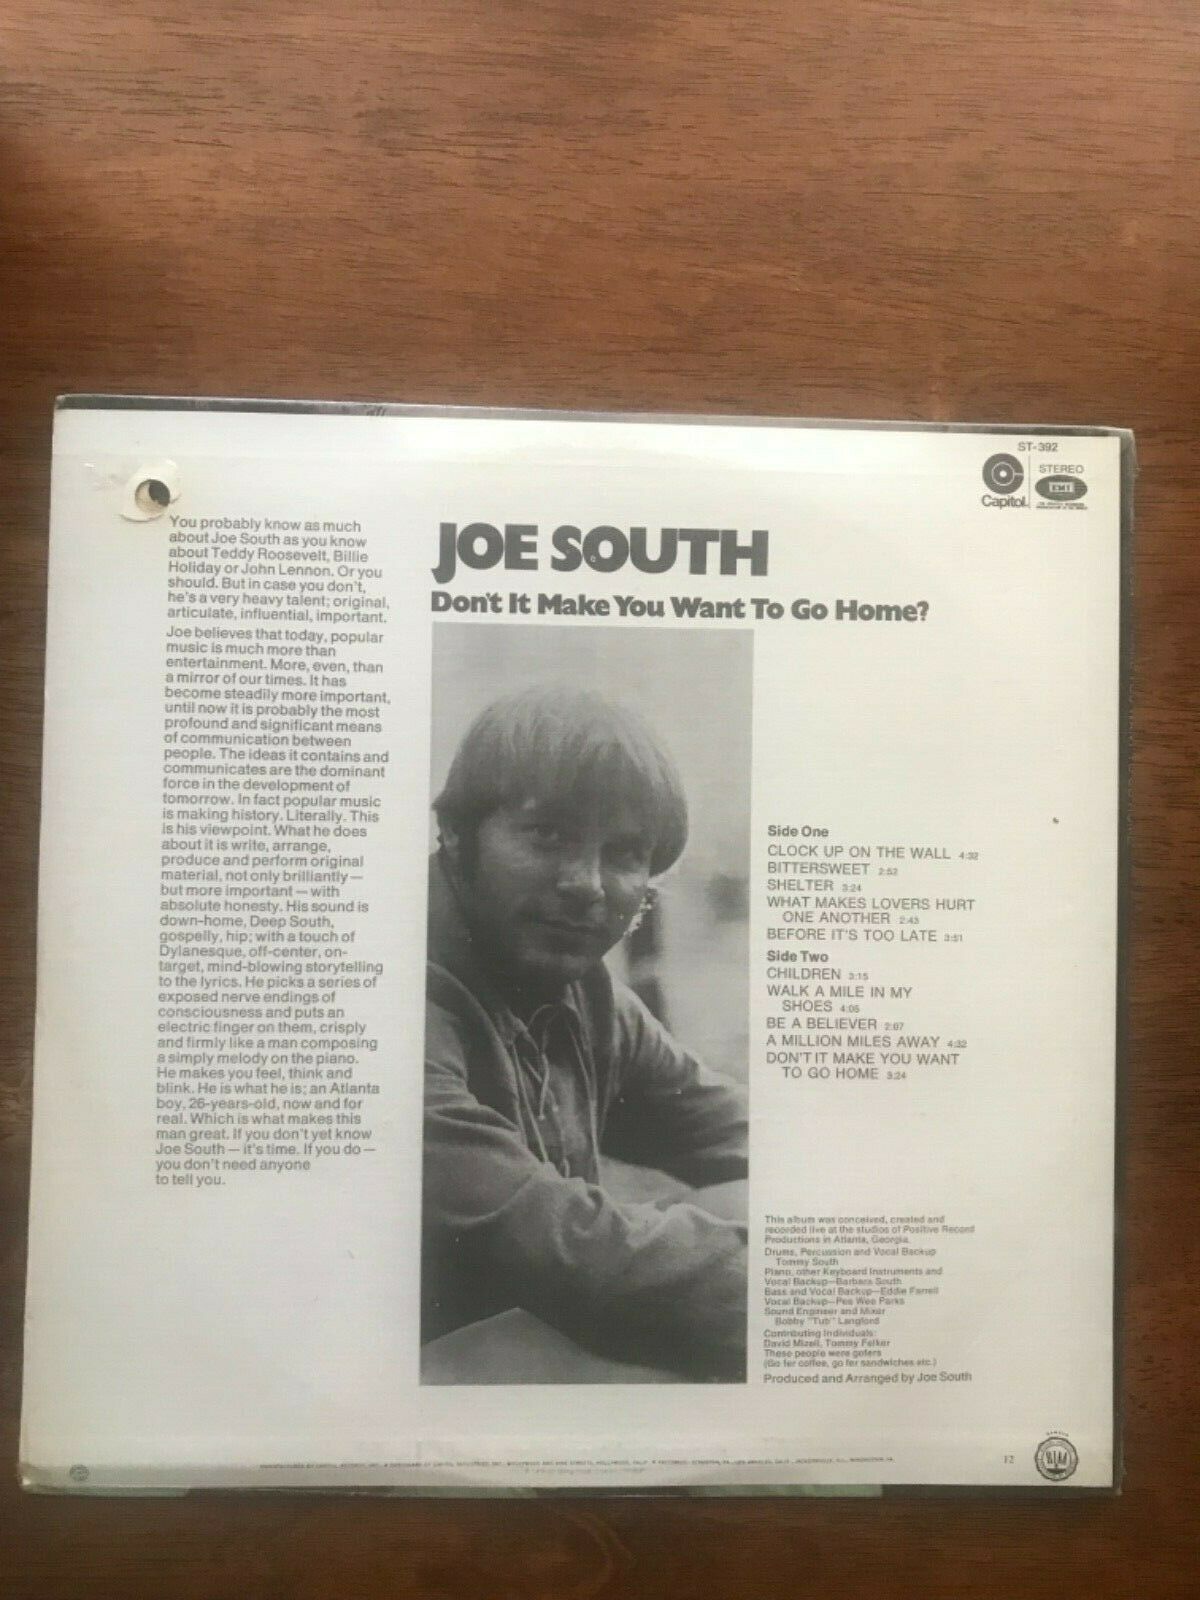 ST-392
Capitol.
STEREO
EMI
You probably know as much
about Joe South as you know
about Teddy Roosevelt, Billie
Holiday or John Lennon. Or you
should. But in case you don't,
he's a very heavy talent; original,
articulate, influential, important.
Joe believes that today, popular
music is much more than
entertainment. More, even, than
a mirror of our times. It has
become steadily more important,
until now it is probably the most
profound and significant means
of communication between
people. The ideas it contains and
communicates are the dominant
force in the development of
tomorrow. In fact popular music
is making history. Literally. This
is his viewpoint. What he does
about it is write, arrange,
produce and perform original
material, not only brilliantly —
but more important — with
absolute honesty. His sound is
down-home, Deep South,
gospelly, hip; with a touch of
Dylanesque, off-center, on-
target, mind-blowing storytelling
to the lyrics. He picks a series of
exposed nerve endings of
consciousness and puts an
electric finger on them, crisply
and firmly like a man composing
a simply melody on the piano.
He makes you feel, think and
blink. He is what he is; an Atlanta
boy, 26-years-old, now and for
real. Which is what makes this
man great. If you don't yet know
Joe South — it's time. If you do —
you don't need anyone
to tell you.
JOE SOUTH
Don't It Make You Want To Go Home?
Side One
CLOCK UP ON THE WALL 4:32
BITTERSWEET 2:52
SHELTER 3:24
WHAT MAKES LOVERS HURT
ONE ANOTHER 2:43
BEFORE IT'S TOO LATE 3:51
Side Two
CHILDREN 3:15
WALK A MILE IN MY
SHOES 4:05
BE A BELIEVER 2:07
A MILLION MILES AWAY 4:32
DON'T IT MAKE YOU WANT
TO GO HOME 3:24
This album was conceived, created and
recorded live at the studios of Positive Record
Productions in Atlanta, Georgia.
Drums, Percussion and Vocal Backup
Tommy South
Piano, other Keyboard Instruments and
Vocal Backup—Barbara South
Bass and Vocal Backup—Eddie Farrell
Vocal Backup—Pee Wee Parks
Sound Engineer and Mixer
Bobby "Tub" Langford
Contributing Individuals:
David Mizell, Tommy Felker
These people were gofers
(Go fer coffee, go fer sandwiches etc.)
Produced and Arranged by Joe South
12
RIAA